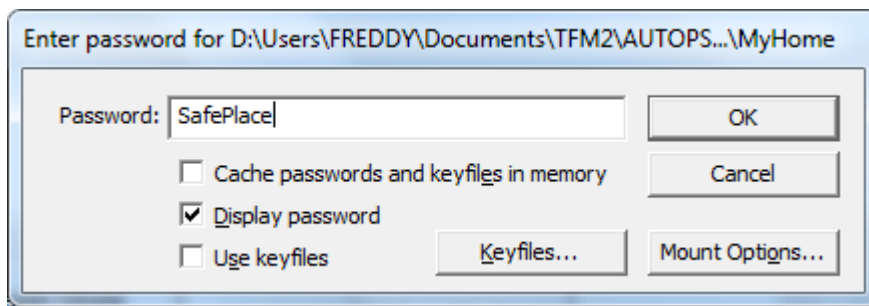 Enter password for D:\Users\FREDDY\Documents\TFM2\AUTOPS...\MyHome
Password: SafePlace OK
Cache passwords and keyfiles in memory Cancel
Display password
Use keyfiles Keyfiles... Mount Options...